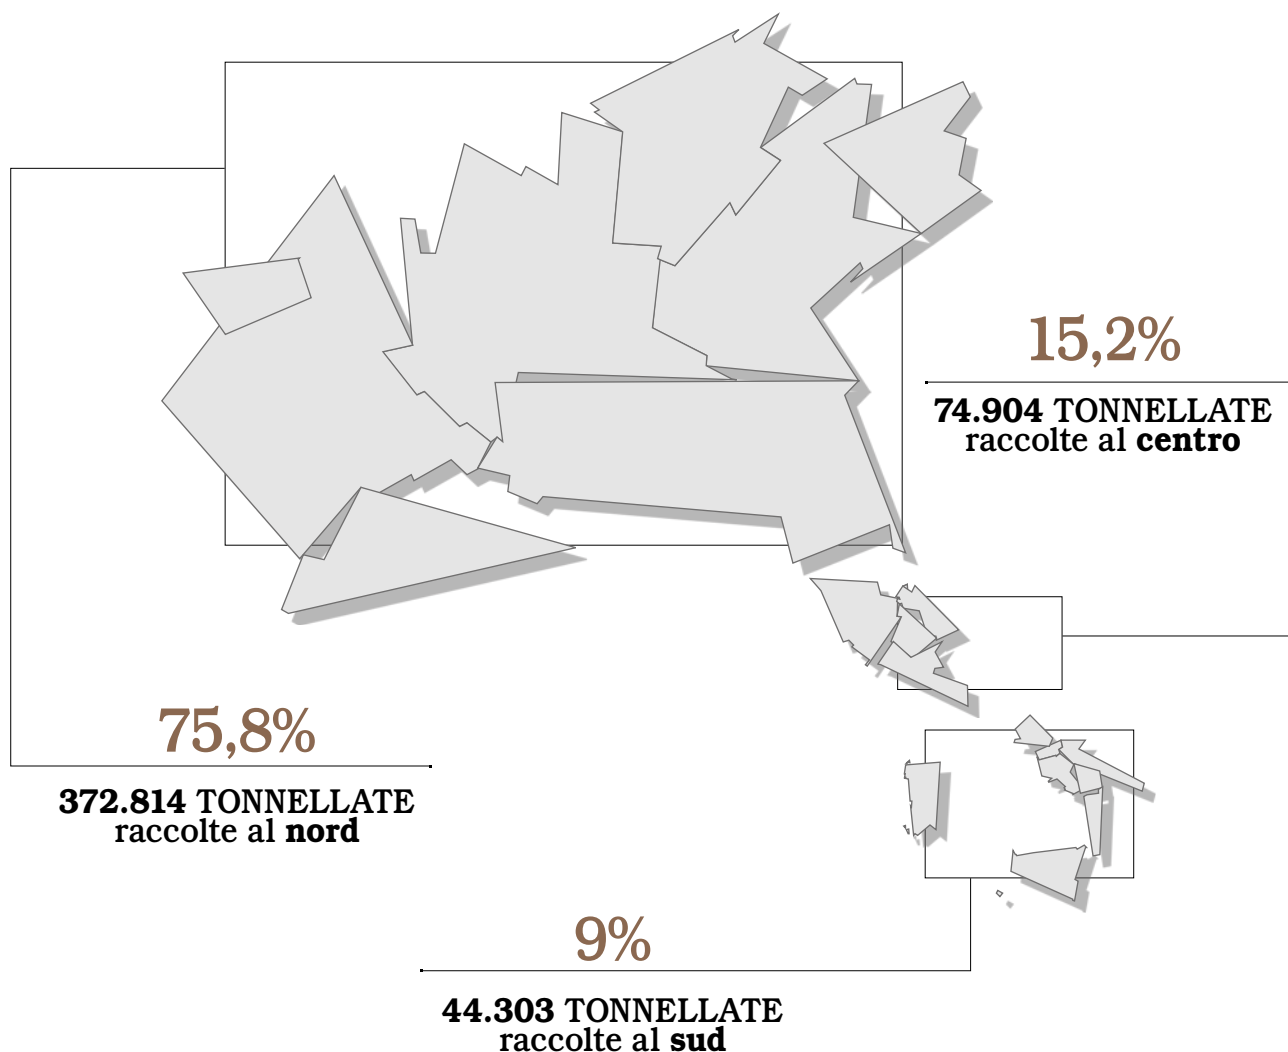 15,2%
74.904 TONNELLATE
raccolte al centro
75,8%
372.814 TONNELLATE
raccolte al nord
9%
44.303 TONNELLATE
raccolte al sud